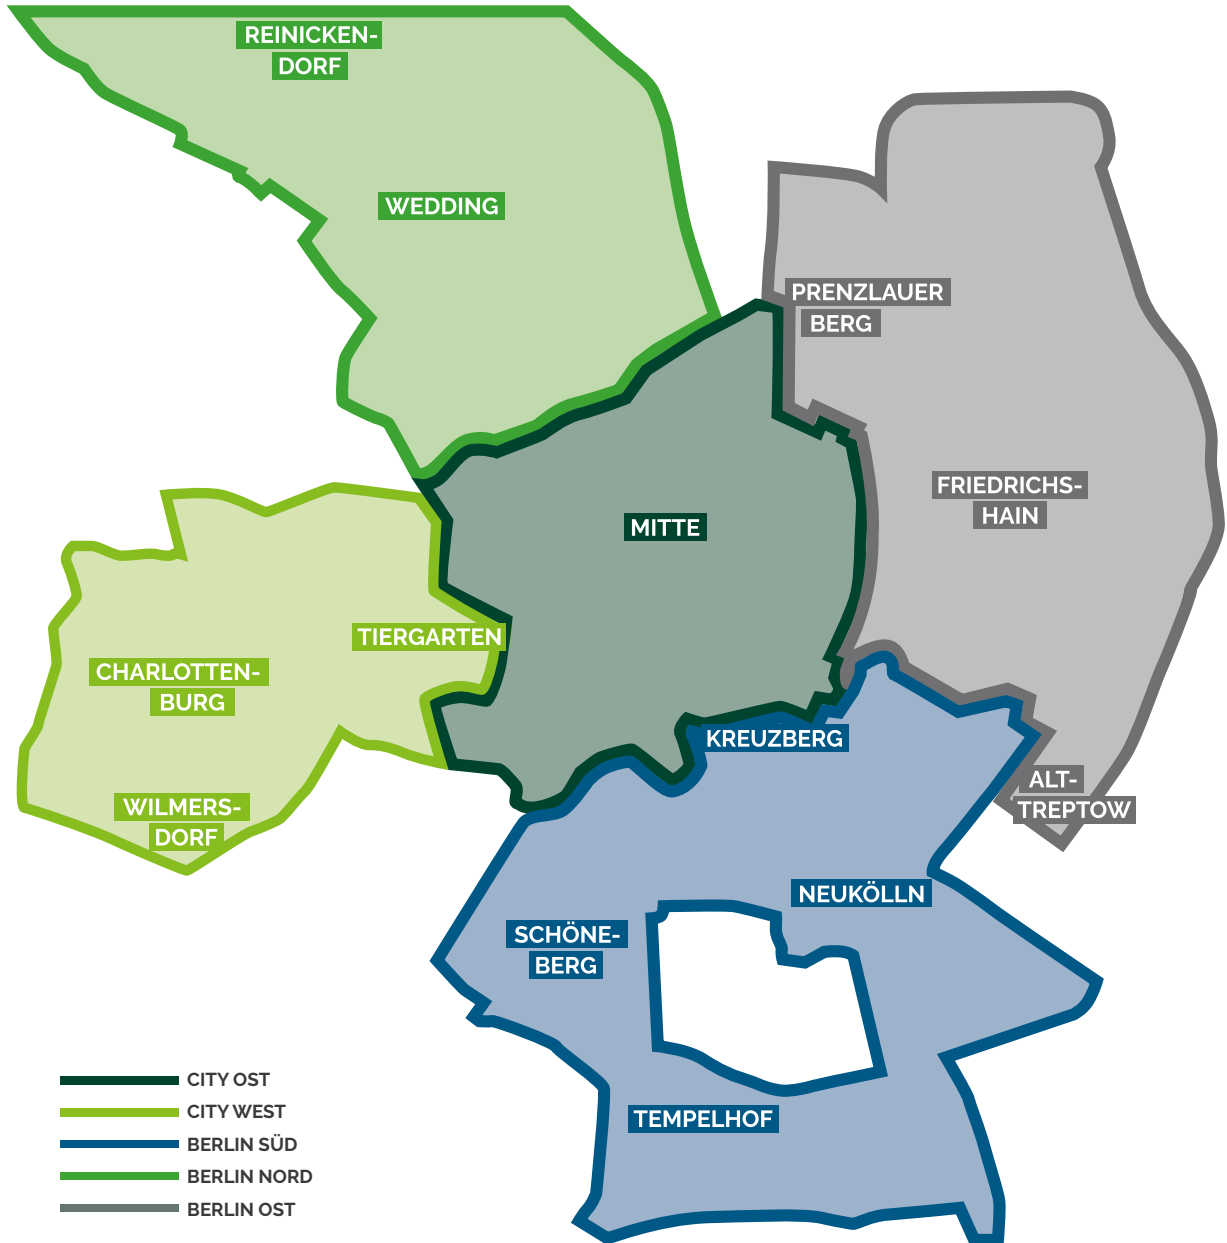 REINICKEN-
DORF
WEDDING
PRENZLAUER
BERG
FRIEDRICHS-
HAIN
MITTE
TIERGARTEN
CHARLOTTEN-
BURG
KREUZBERG
ALT-
TREPTOW
WILMERS-
DORF
NEUKÖLLN
SCHÖNE-
BERG
TEMPELHOF
CITY OST
CITY WEST
BERLIN SÜD
BERLIN NORD
BERLIN OST